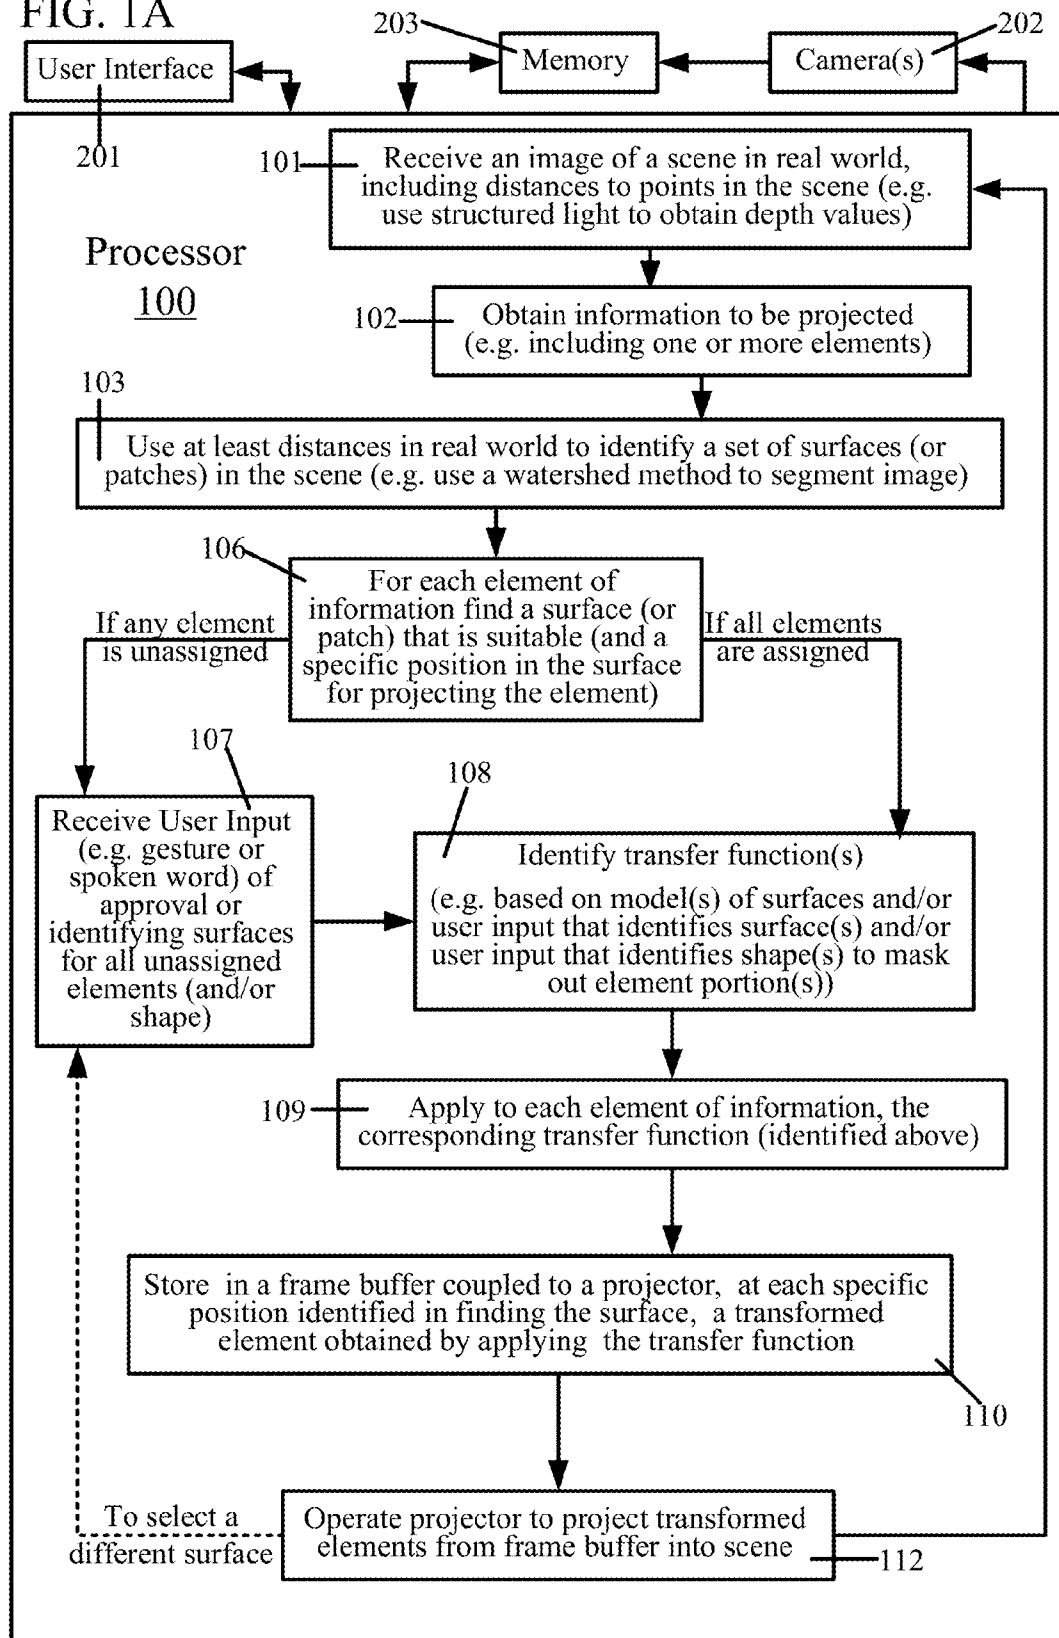 FIG. 1A
203
202
User Interface
Memory
Camera(s)
201
101
Receive an image of a scene in real world,
including distances to points in the scene (e.g.
use structured light to obtain depth values)
Processor
100
102
Obtain information to be projected
(e.g. including one or more elements)
103
Use at least distances in real world to identify a set of surfaces (or
patches) in the scene (e.g. use a watershed method to segment image)
106
For each element of
information find a surface (or
patch) that is suitable (and a
specific position in the surface
for projecting the element)
If any element
is unassigned
If all elements
are assigned
107
Receive User Input
(e.g. gesture or
spoken word) of
approval or
identifying surfaces
for all unassigned
elements (and/or
shape)
108
Identify transfer function(s)
(e.g. based on model(s) of surfaces and/or
user input that identifies surface(s) and/or
user input that identifies shape(s) to mask
out element portion(s))
109
Apply to each element of information, the
corresponding transfer function (identified above)
Store in a frame buffer coupled to a projector, at each specific
position identified in finding the surface, a transformed
element obtained by applying the transfer function
110
To select a
different surface
Operate projector to project transformed
elements from frame buffer into scene
112